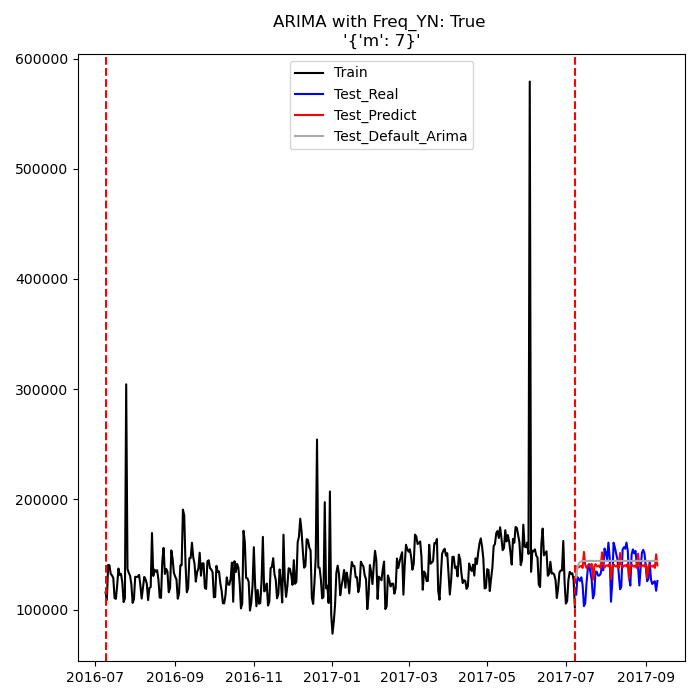 ARIMA with Freq_YN: True
'{'m': 7}'
Train
Test_Real
Test_Predict
Test_Default_Arima
600000
500000
400000
300000
200000
100000
2016-07 2016-09 2016-11 2017-01 2017-03 2017-05 2017-07 2017-09